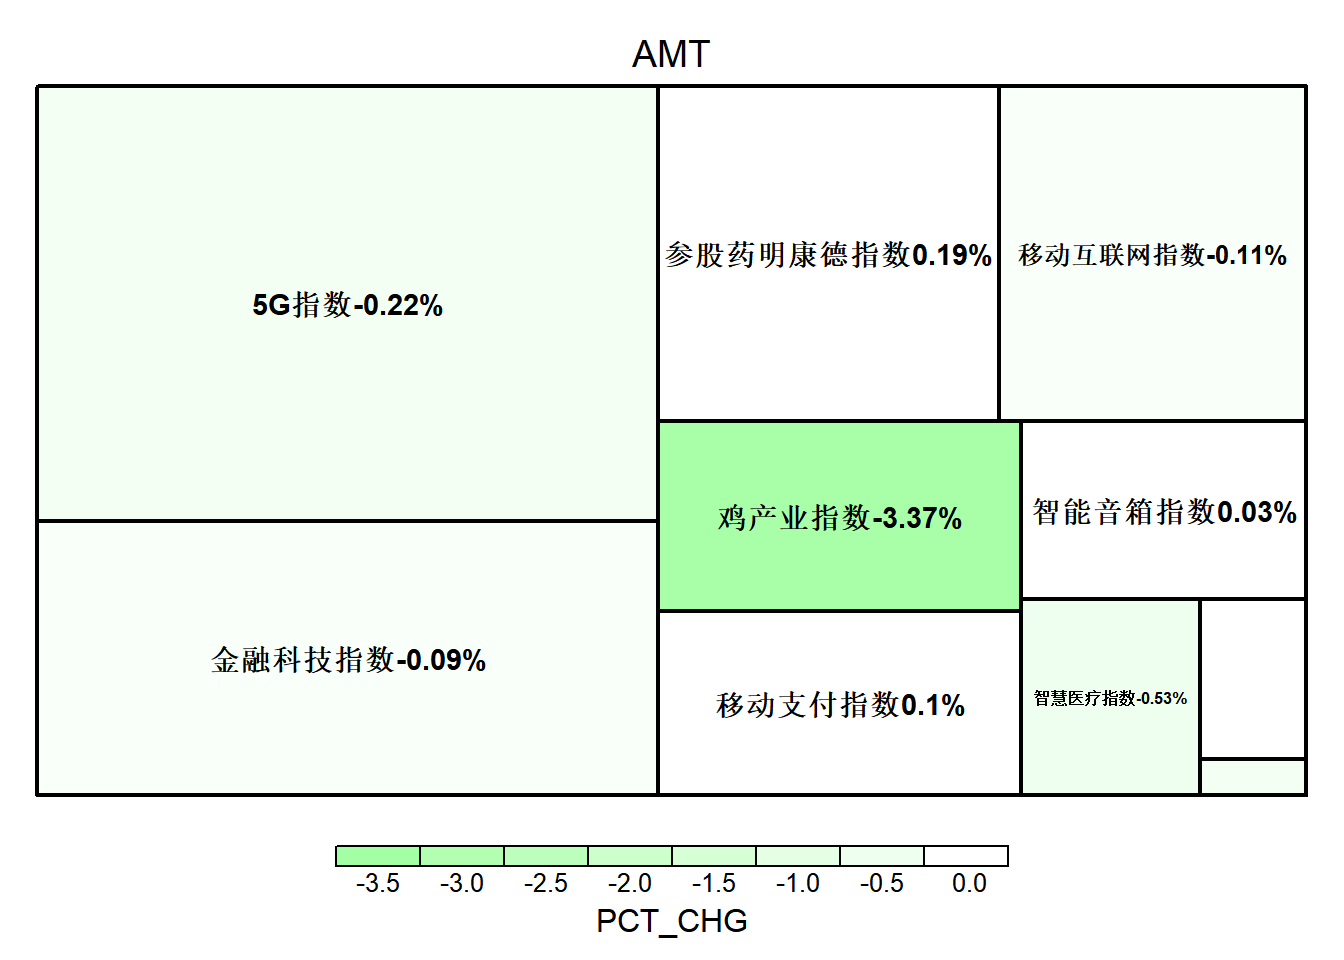 AMT
5G指数-0.22%
参股药明康德指数0.19%
移动互联网指数-0.11%
鸡产业指数-3.37%
智能音箱指数0.03%
金融科技指数-0.09%
移动支付指数0.1%
智慧医疗指数-0.53%
-3.5 -3.0 -2.5 -2.0 -1.5 -1.0 -0.5 0.0
PCT_CHG